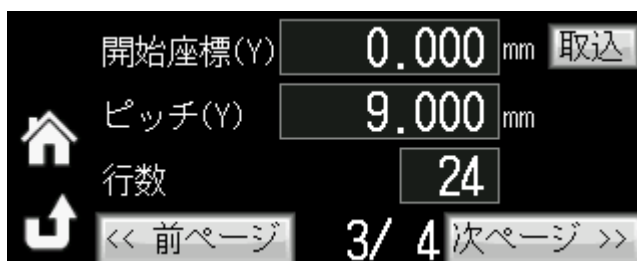 開始座標(Y) 0.000 mm 取込
ピッチ(Y) 9.000 mm
行数 24
<< 前ページ 3/ 4 次ページ >>